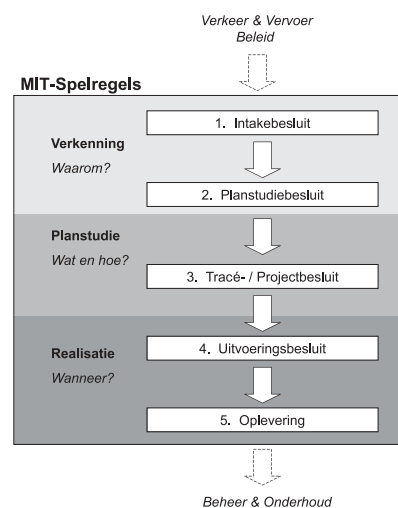 Verkeer & Vervoer
Beleid
MIT-Spelregels
1. Intakebesluit
Verkenning
Waarom?
2. Planstudiebesluit
Planstudie
Wat en hoe?
3. Tracé- / Projectbesluit
4. Uitvoeringsbesluit
Realisatie
Wanneer?
5. Oplevering
Beheer & Onderhoud